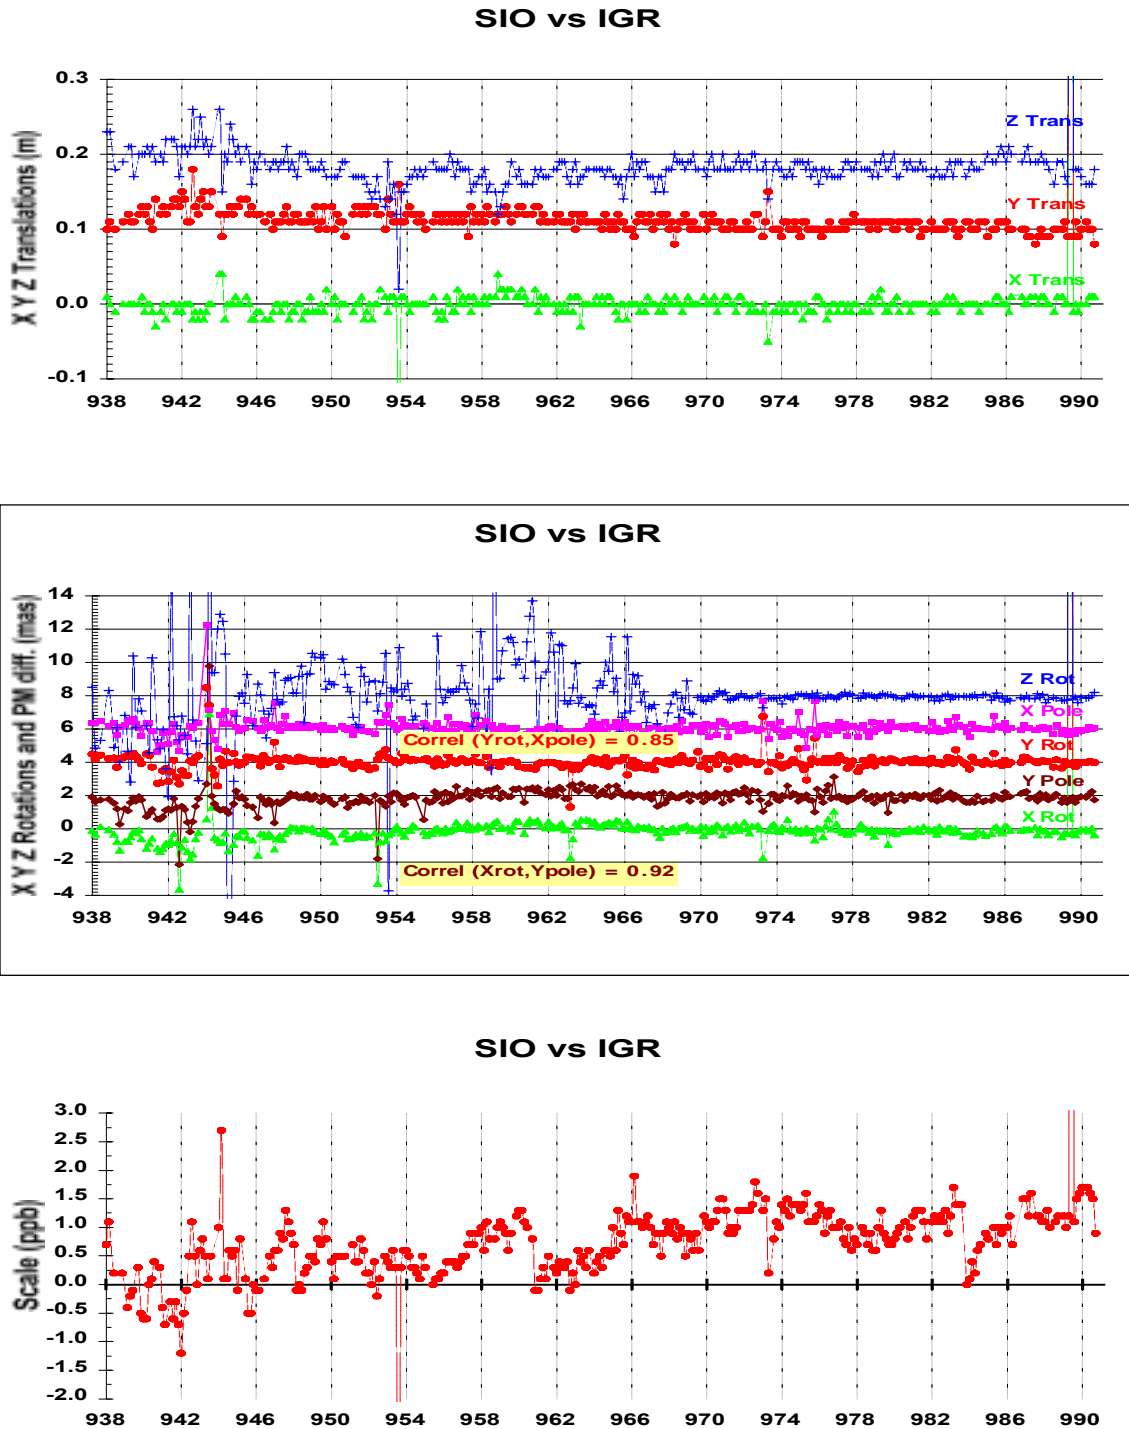 SIO vs IGR
X Y Z Translations (m)
0.3
0.2
0.1
0.0
-0.1
Z Trans
Y Trans
X Trans
938 942 946 950 954 958 962 966 970 974 978 982 986 990
SIO vs IGR
X Y Z Rotations and PM diff. (mas)
14
12
10
8
6
4
2
0
-2
-4
Z Rot
X Pole
Y Rot
Y Pole
X Rot
Correl (Yrot,Xpole) = 0.85
Correl (Xrot,Ypole) = 0.92
938 942 946 950 954 958 962 966 970 974 978 982 986 990
SIO vs IGR
Scale (ppb)
3.0
2.5
2.0
1.5
1.0
0.5
0.0
-0.5
-1.0
-1.5
-2.0
938 942 946 950 954 958 962 966 970 974 978 982 986 990